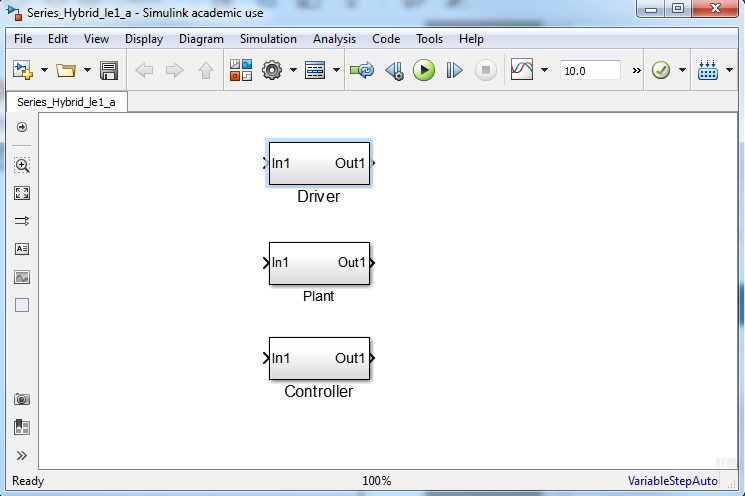 Series_Hybrid_le1_a - Simulink academic use
File Edit View Display Diagram Simulation Analysis Code Tools Help
10.0 »
Series_Hybrid_le1_a
In1 Out1
Driver
In1 Out1
Plant
In1 Out1
Controller
Ready 100% VariableStepAuto